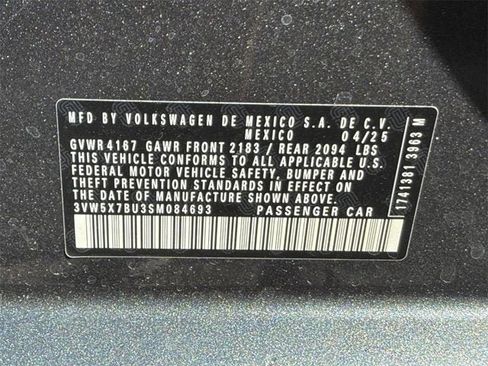 MFD BY VOLKSWAGEN DE MEXICO S.A. DE C.V.
MEXICO 04/25
GVWR 4167 GAWR FRONT 2183 / REAR 2094 LBS
THIS VEHICLE CONFORMS TO ALL APPLICABLE U.S.
FEDERAL MOTOR VEHICLE SAFETY, BUMPER AND
THEFT PREVENTION STANDARDS IN EFFECT ON
THE DATE OF MANUFACTURE SHOWN ABOVE.
3VW5X7BU3SM084693 PASSENGER CAR
1741381 3963 M